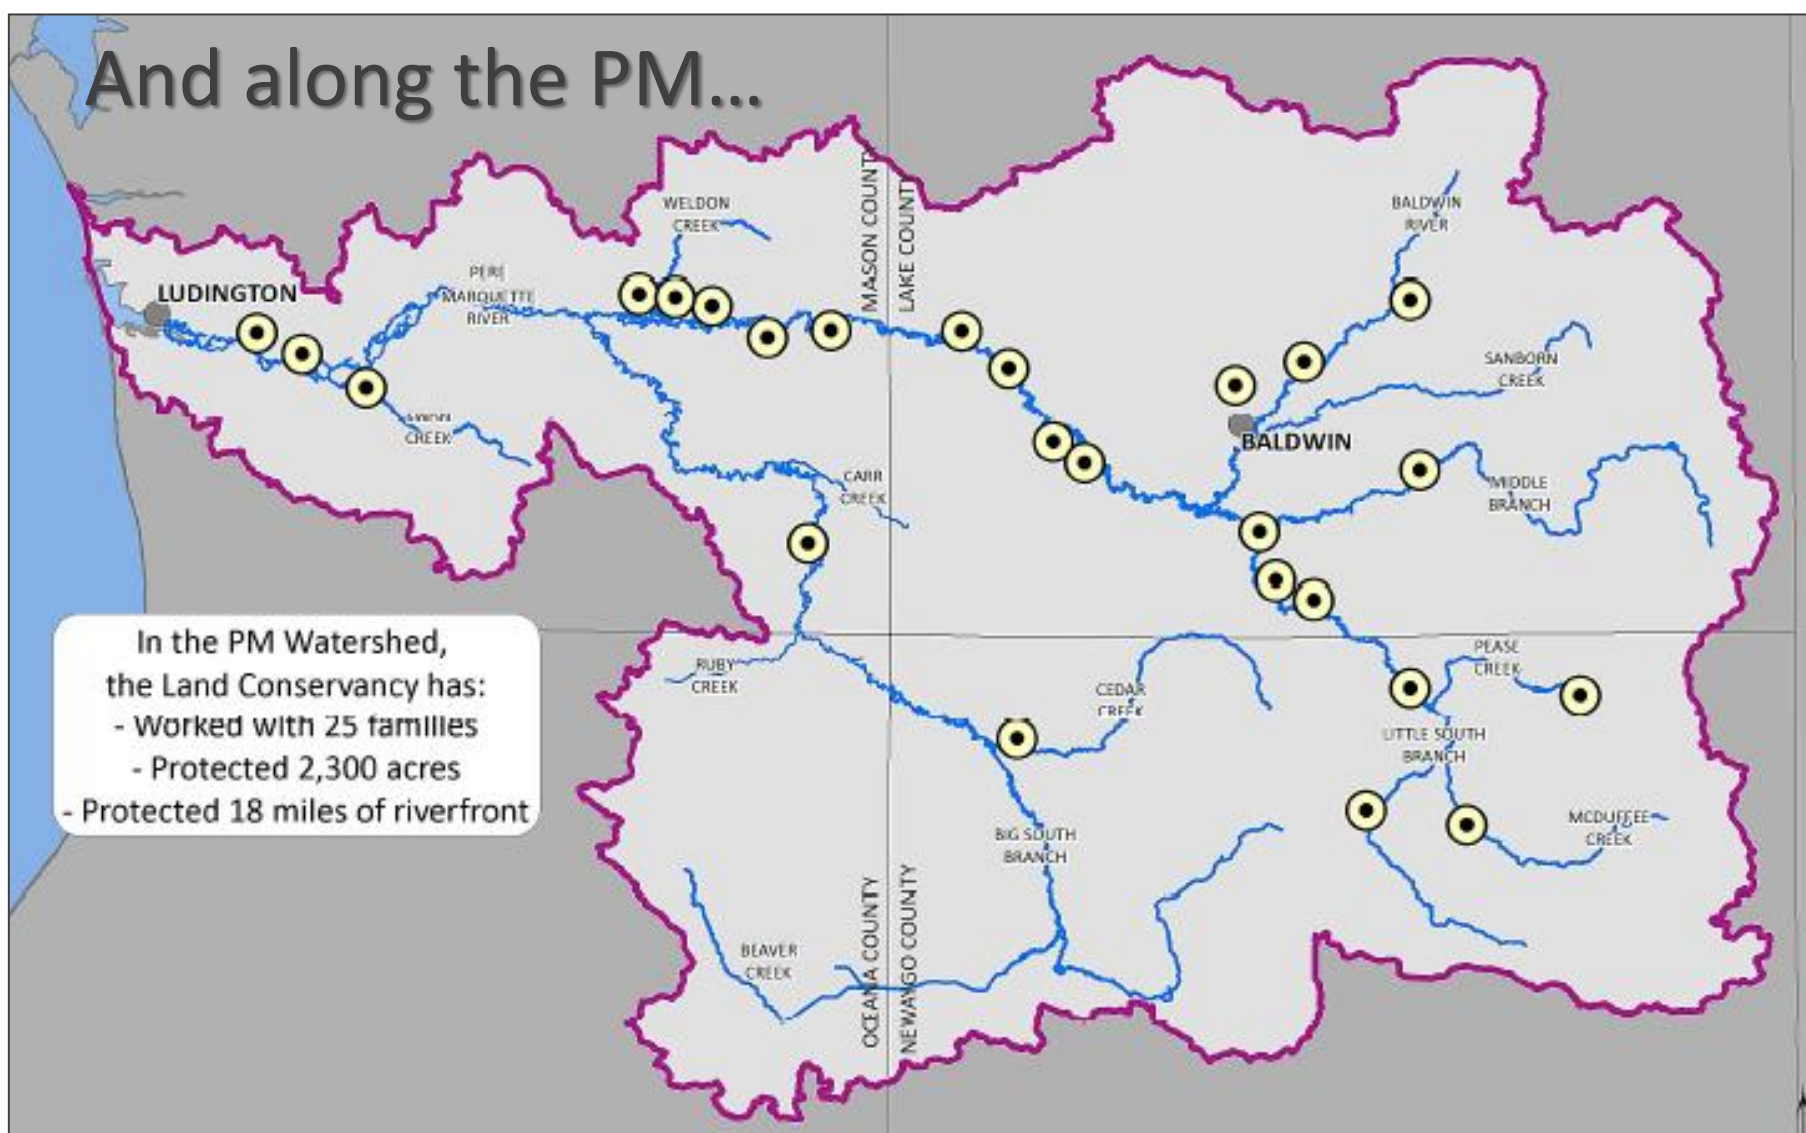 And along the PM...
WELDON
CREEK
MASON COUNTY
LAKE COUNTY
BALDWIN
RIVER
LUDINGTON
PERE
MARQUETTE
RIVER
SANBORN
CREEK
CREEK
BALDWIN
CARR
CREEK
MIDDLE
BRANCH
In the PM Watershed,
the Land Conservancy has:
- Worked with 25 families
- Protected 2,300 acres
- Protected 18 miles of riverfront
RUBY
CREEK
CEDAR
CREEK
PEASE
CREEK
LITTLE SOUTH
BRANCH
BIG SOUTH
BRANCH
MCDUFFEE
CREEK
BEAVER
CREEK
OCEANA COUNTY
NEWAYGO COUNTY